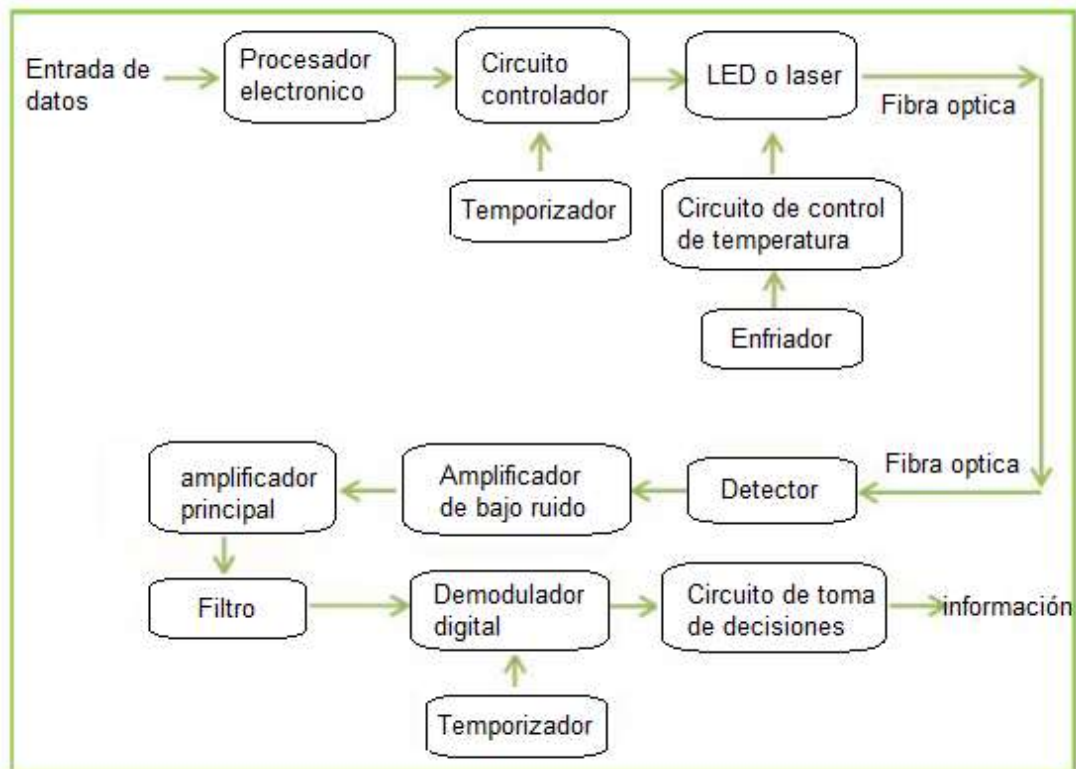 Entrada de
datos
Procesador
electronico
Circuito
controlador
LED o laser
Fibra optica
Temporizador
Circuito de control
de temperatura
Enfriador
Fibra optica
Detector
Amplificador
de bajo ruido
amplificador
principal
Filtro
Demodulador
digital
Circuito de toma
de decisiones
información
Temporizador